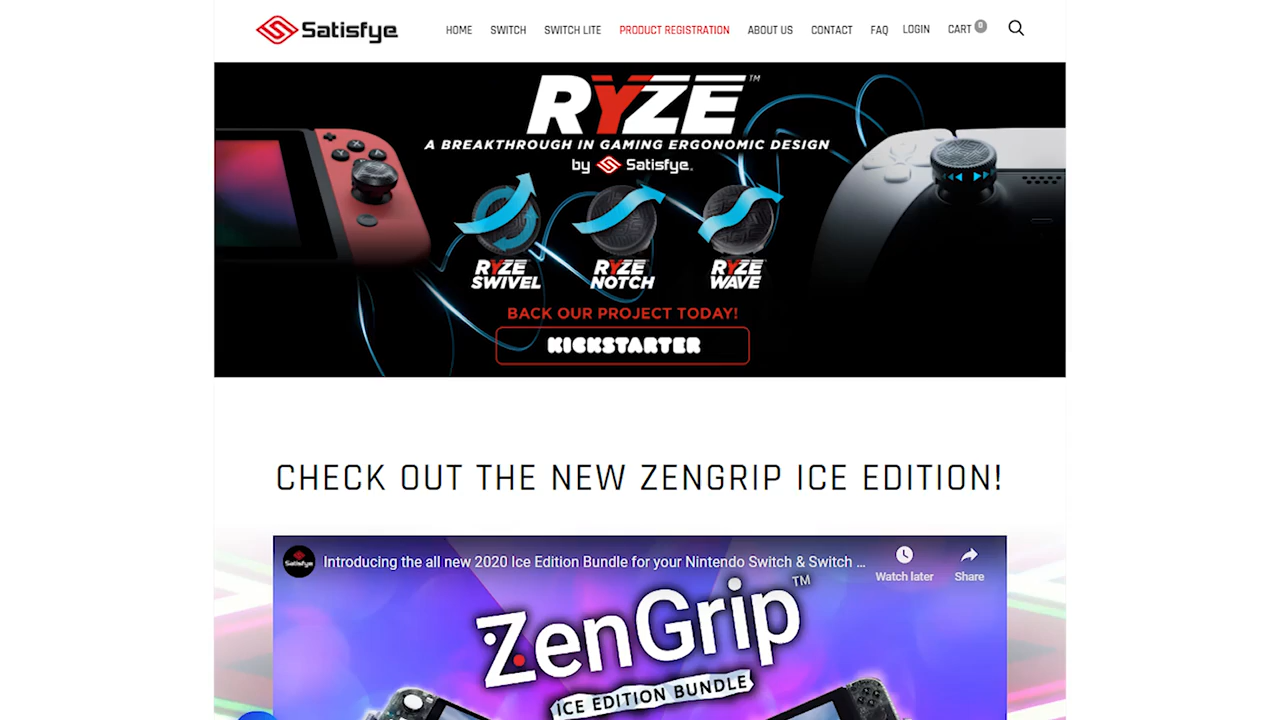 Satisfye HOME SWITCH SWITCH LITE PRODUCT REGISTRATION ABOUT US CONTACT FAQ LOGIN CART 0
RYZE™
A BREAKTHROUGH IN GAMING ERGONOMIC DESIGN
by Satisfye®
RYZE SWIVEL
RYZE NOTCH
RYZE WAVE
BACK OUR PROJECT TODAY!
KICKSTARTER
CHECK OUT THE NEW ZENGRIP ICE EDITION!
Satisfye
Introducing the all new 2020 Ice Edition Bundle for your Nintendo Switch & Switch ...
Watch later
Share
ZenGrip™
ICE EDITION BUNDLE